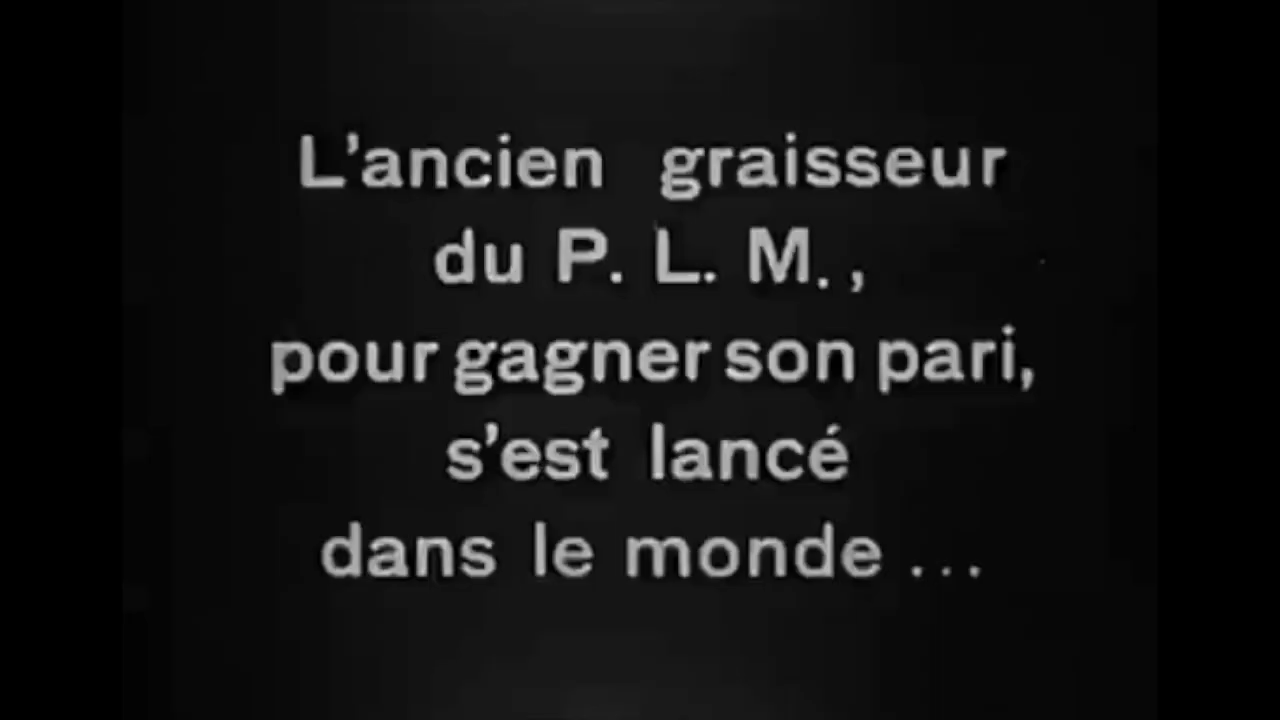 L'ancien graisseur
du P. L. M.,
pour gagner son pari,
s'est lancé
dans le monde ...